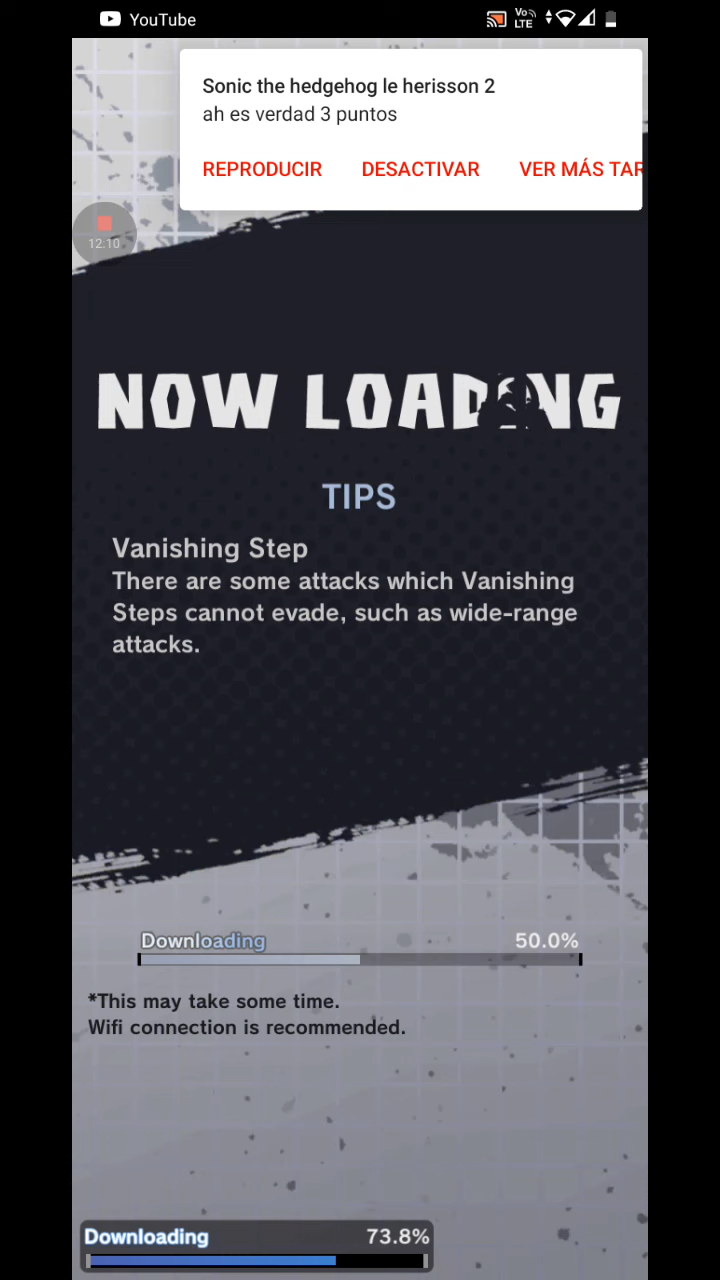 YouTube
Vo LTE
Sonic the hedgehog le herisson 2
ah es verdad 3 puntos
REPRODUCIR DESACTIVAR VER MÁS TAR
12:10
NOW LOADING
TIPS
Vanishing Step
There are some attacks which Vanishing
Steps cannot evade, such as wide-range
attacks.
Downloading 50.0%
*This may take some time.
Wifi connection is recommended.
Downloading 73.8%